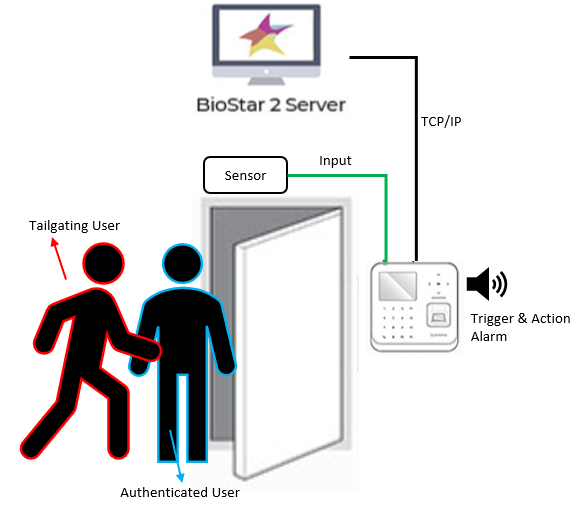 BioStar 2 Server
TCP/IP
Input
Sensor
Tailgating User
Trigger & Action
Alarm
Authenticated User